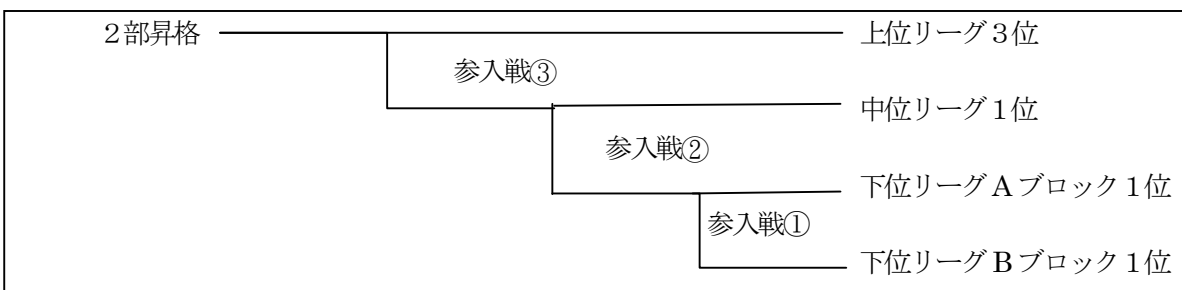 ２部昇格
上位リーグ３位
参入戦③
中位リーグ１位
参入戦②
下位リーグAブロック１位
参入戦①
下位リーグBブロック１位